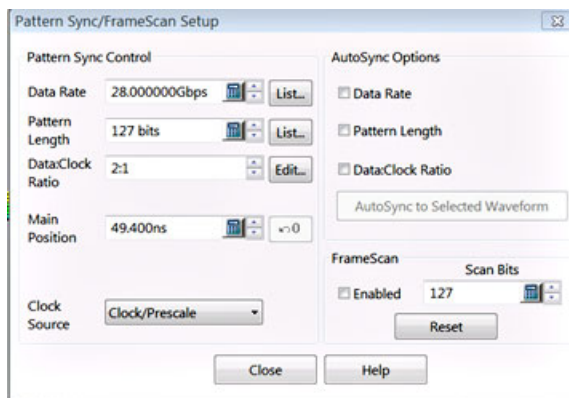 Pattern Sync/FrameScan Setup
Pattern Sync Control
Data Rate 28.000000Gbps List...
Pattern Length 127 bits List...
Data:Clock Ratio 2:1 Edit...
Main Position 49.400ns 0
Clock Source Clock/Prescale
AutoSync Options
Data Rate
Pattern Length
Data:Clock Ratio
AutoSync to Selected Waveform
FrameScan
Scan Bits
Enabled 127
Reset
Close Help